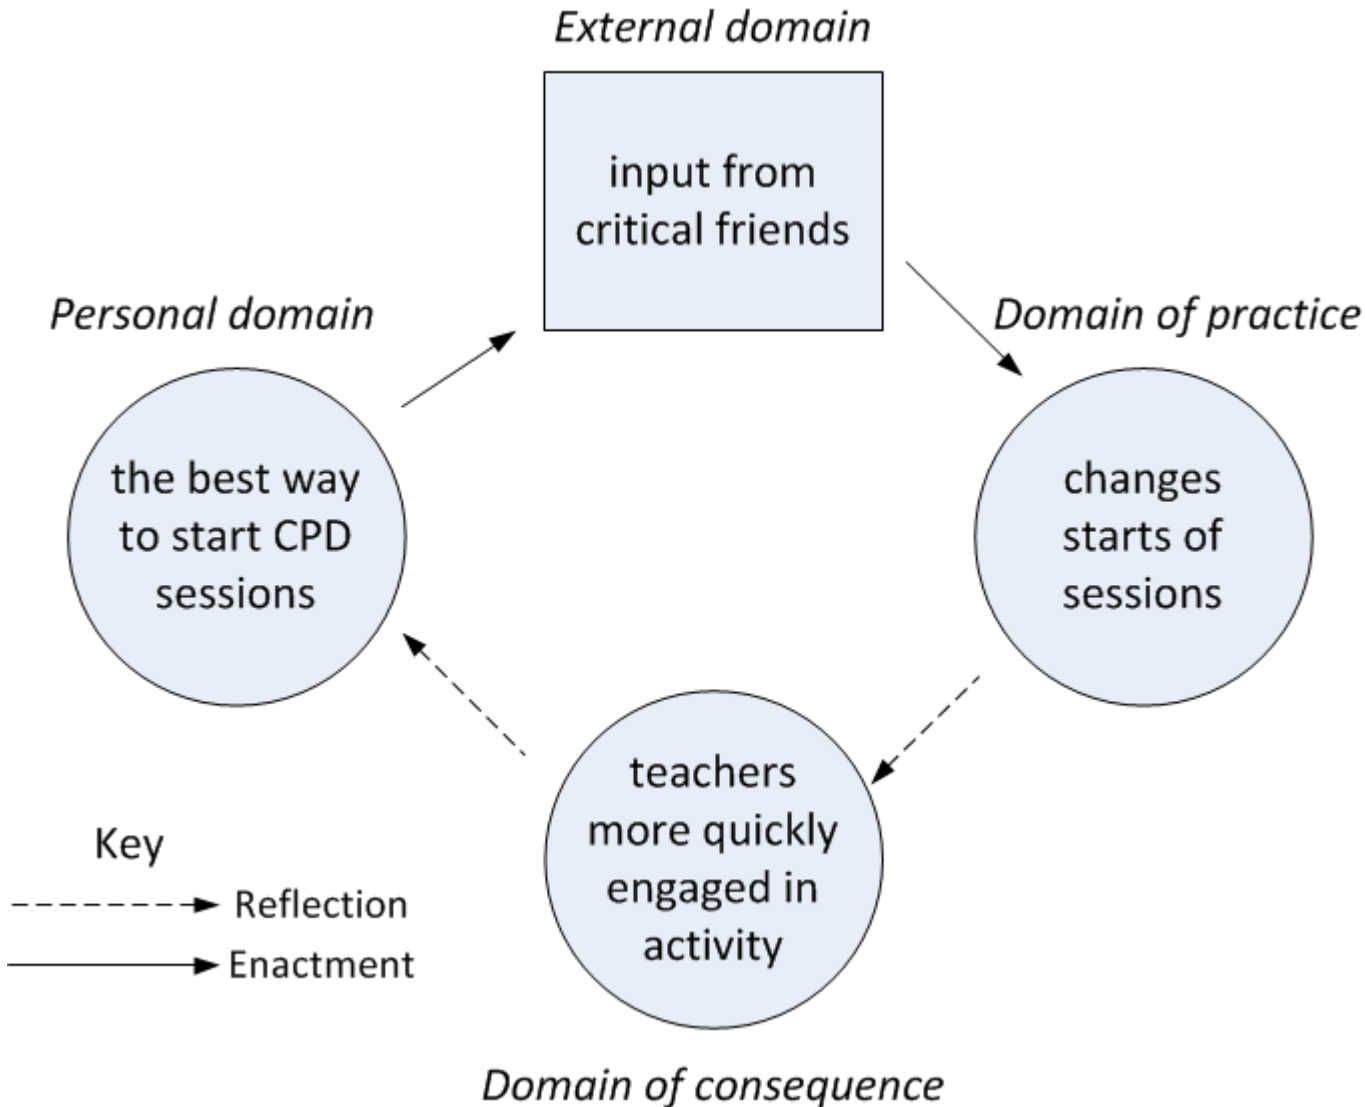 External domain
input from
critical friends
Personal domain
Domain of practice
the best way
to start CPD
sessions
changes
starts of
sessions
teachers
more quickly
engaged in
activity
Key
Reflection
Enactment
Domain of consequence